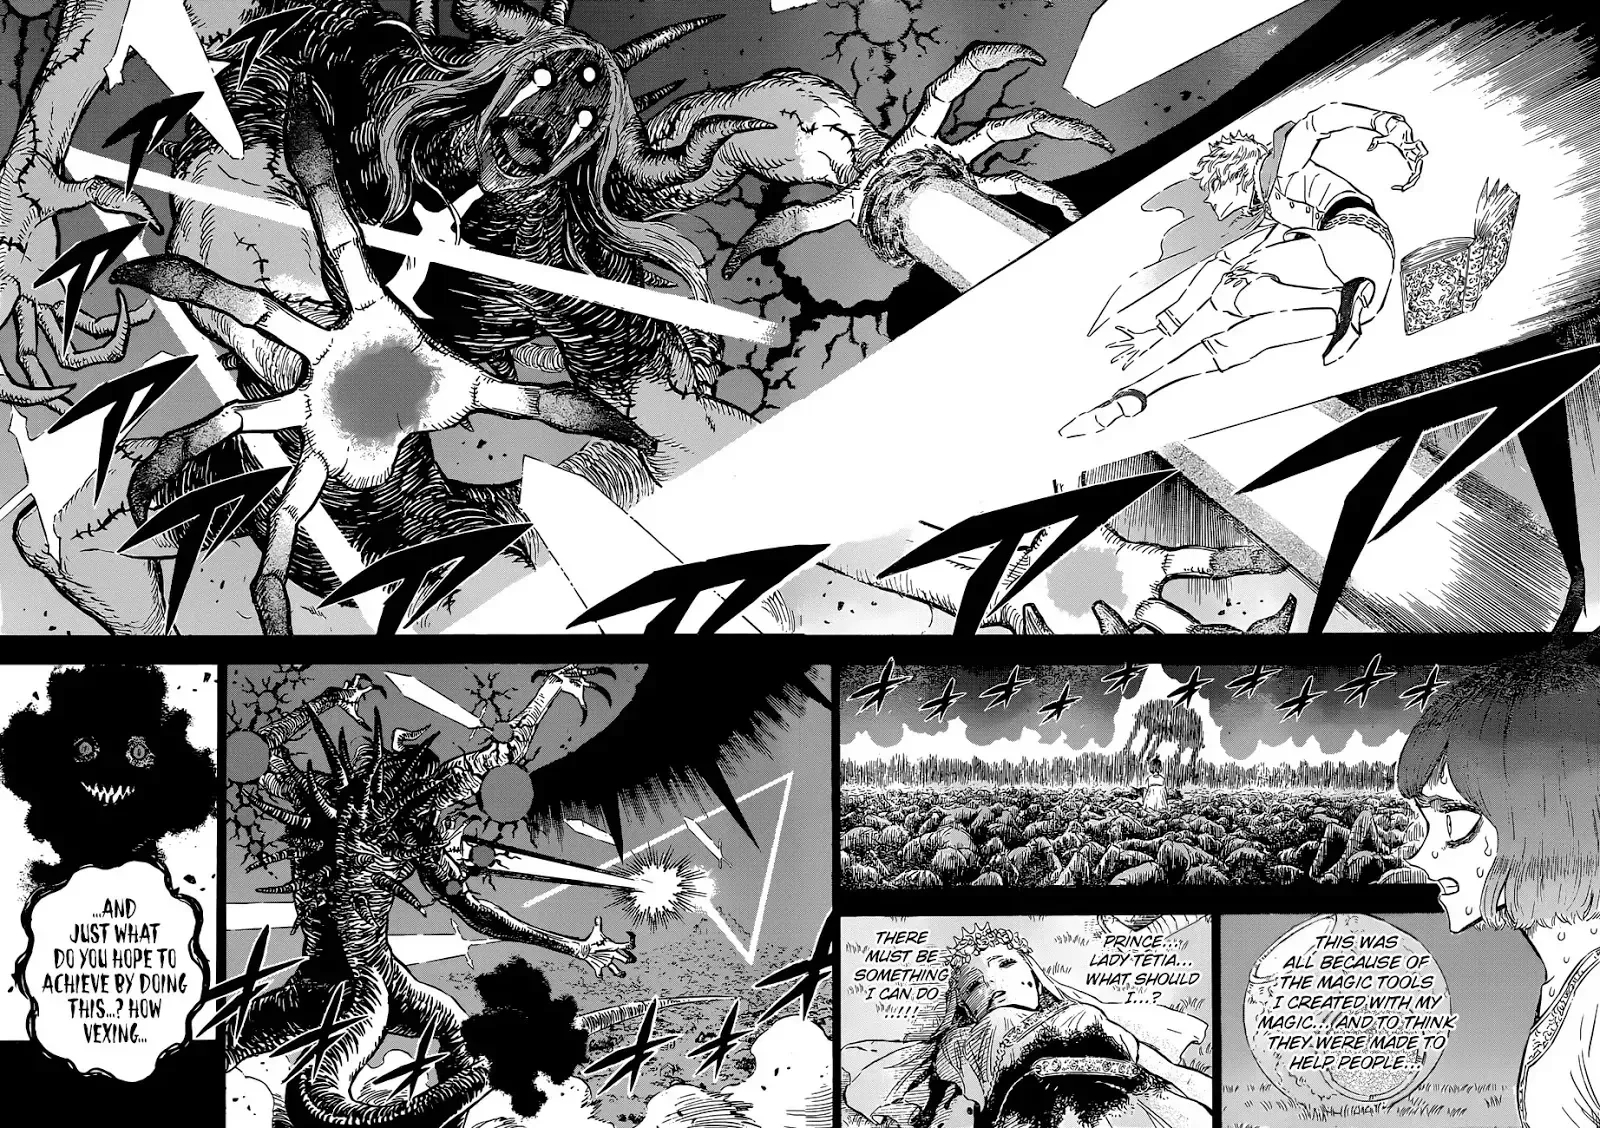 THIS WAS
ALL BECAUSE OF
THE MAGIC TOOLS
I CREATED WITH MY
MAGIC... AND TO THINK
THEY WERE MADE TO
HELP PEOPLE...
PRINCE...
LADY TETIA...
WHAT SHOULD
I...?
THERE
MUST BE
SOMETHING
I CAN DO
!!!!!
...AND
JUST WHAT
DO YOU HOPE TO
ACHIEVE BY DOING
THIS...? HOW
VEXING...